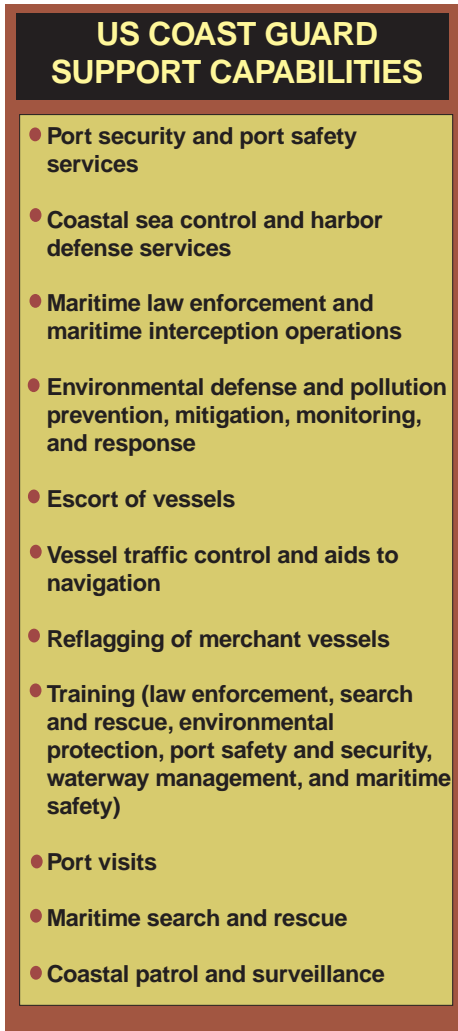 US COAST GUARD
SUPPORT CAPABILITIES
Port security and port safety
services
Coastal sea control and harbor
defense services
Maritime law enforcement and
maritime interception operations
Environmental defense and pollution
prevention, mitigation, monitoring,
and response
Escort of vessels
Vessel traffic control and aids to
navigation
Reflagging of merchant vessels
Training (law enforcement, search
and rescue, environmental
protection, port safety and security,
waterway management, and maritime
safety)
Port visits
Maritime search and rescue
Coastal patrol and surveillance